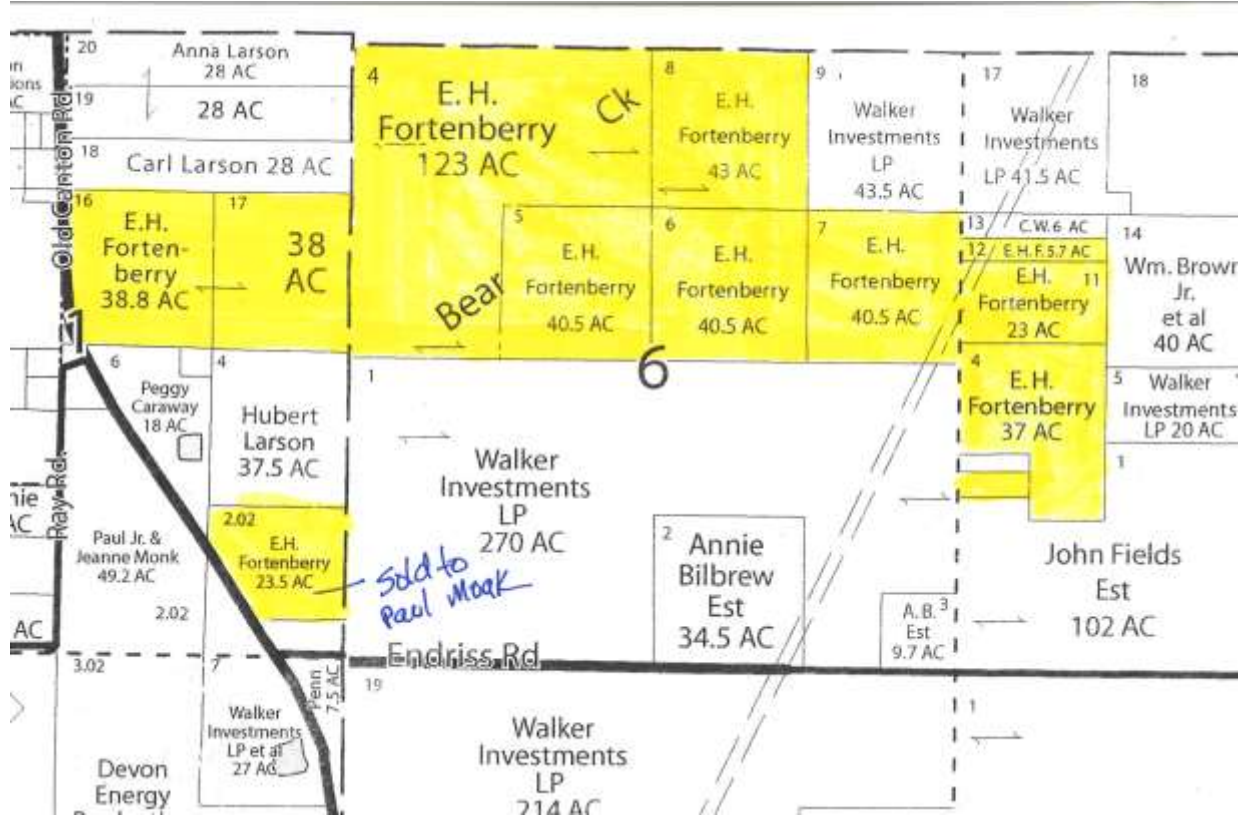 20
Anna Larson
28 AC
19
28 AC
18
Carl Larson 28 AC
16
E.H.
Forten-
berry
38.8 AC
17
38
AC
Old Canton Rd.
Ray Rd.
4
E. H.
Fortenberry
123 AC
Bear
Ck
8
E. H.
Fortenberry
43 AC
9
Walker
Investments
LP
43.5 AC
17
Walker
Investments
LP 41.5 AC
18
5
E. H.
Fortenberry
40.5 AC
6
E. H.
Fortenberry
40.5 AC
7
E. H.
Fortenberry
40.5 AC
13
C.W. 6 AC
12
E.H.F. 5.7 AC
11
E.H.
Fortenberry
23 AC
14
Wm. Brown
Jr.
et al
40 AC
6
4
E. H.
Fortenberry
37 AC
5
Walker
Investments
LP 20 AC
1
John Fields
Est
102 AC
6
Peggy
Caraway
18 AC
4
Hubert
Larson
37.5 AC
1
Walker
Investments
LP
270 AC
2
Annie
Bilbrew
Est
34.5 AC
A.B. 3
Est
9.7 AC
Paul Jr. &
Jeanne Monk
49.2 AC
2.02
2.02
E.H.
Fortenberry
23.5 AC
sold to
Paul Moak
AC
Endriss Rd
3.02
7
Walker
Investments
LP et al
27 AC
Penn
7.5 AC
19
Walker
Investments
LP
214 AC
1
Devon
Energy